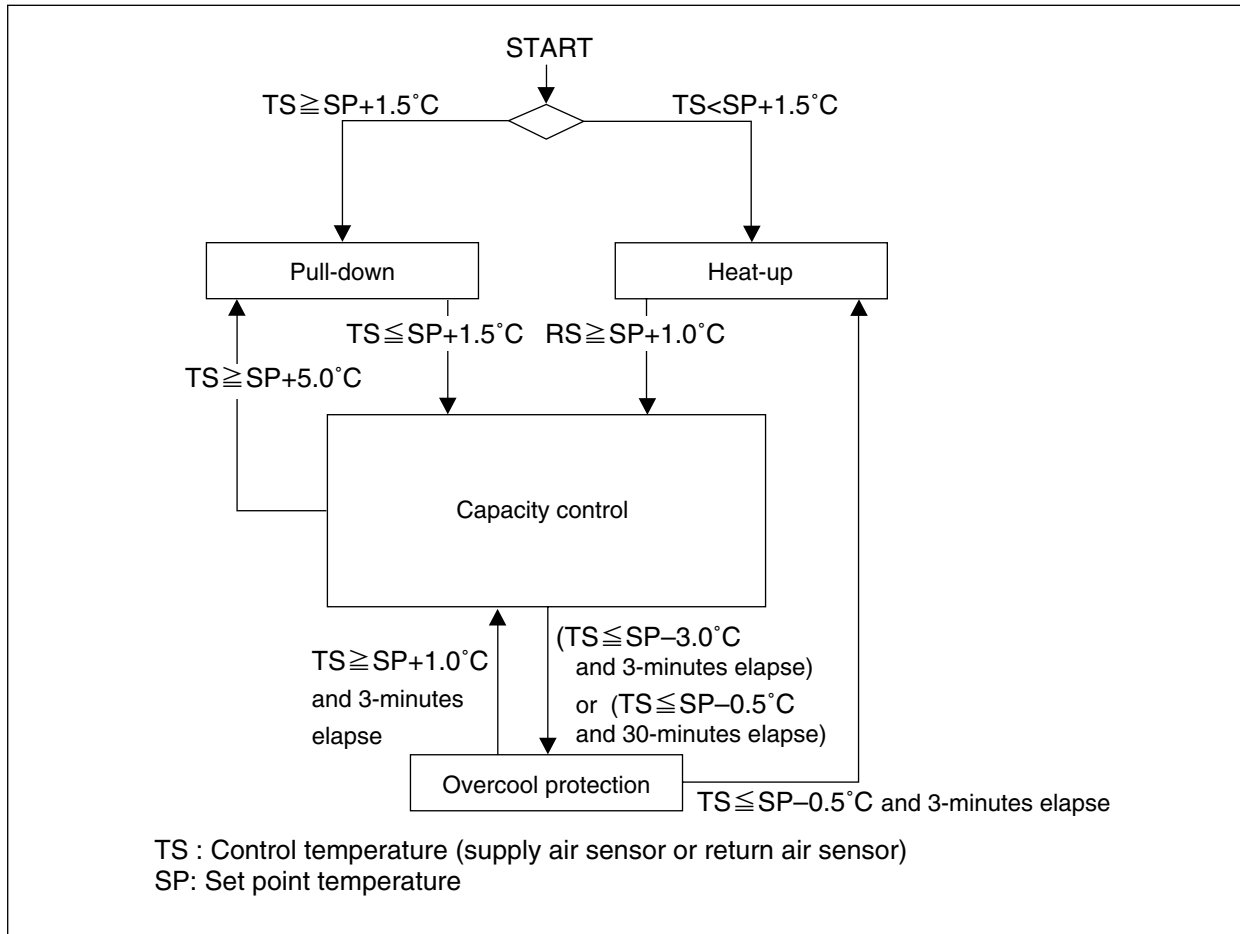 START
TS≧SP+1.5˚C
TS<SP+1.5˚C
Pull-down
Heat-up
TS≦SP+1.5˚C
RS≧SP+1.0˚C
TS≧SP+5.0˚C
Capacity control
TS≧SP+1.0˚C
and 3-minutes
elapse
(TS≦SP–3.0˚C
and 3-minutes elapse)
or (TS≦SP–0.5˚C
and 30-minutes elapse)
Overcool protection
TS≦SP–0.5˚C and 3-minutes elapse
TS : Control temperature (supply air sensor or return air sensor)
SP: Set point temperature